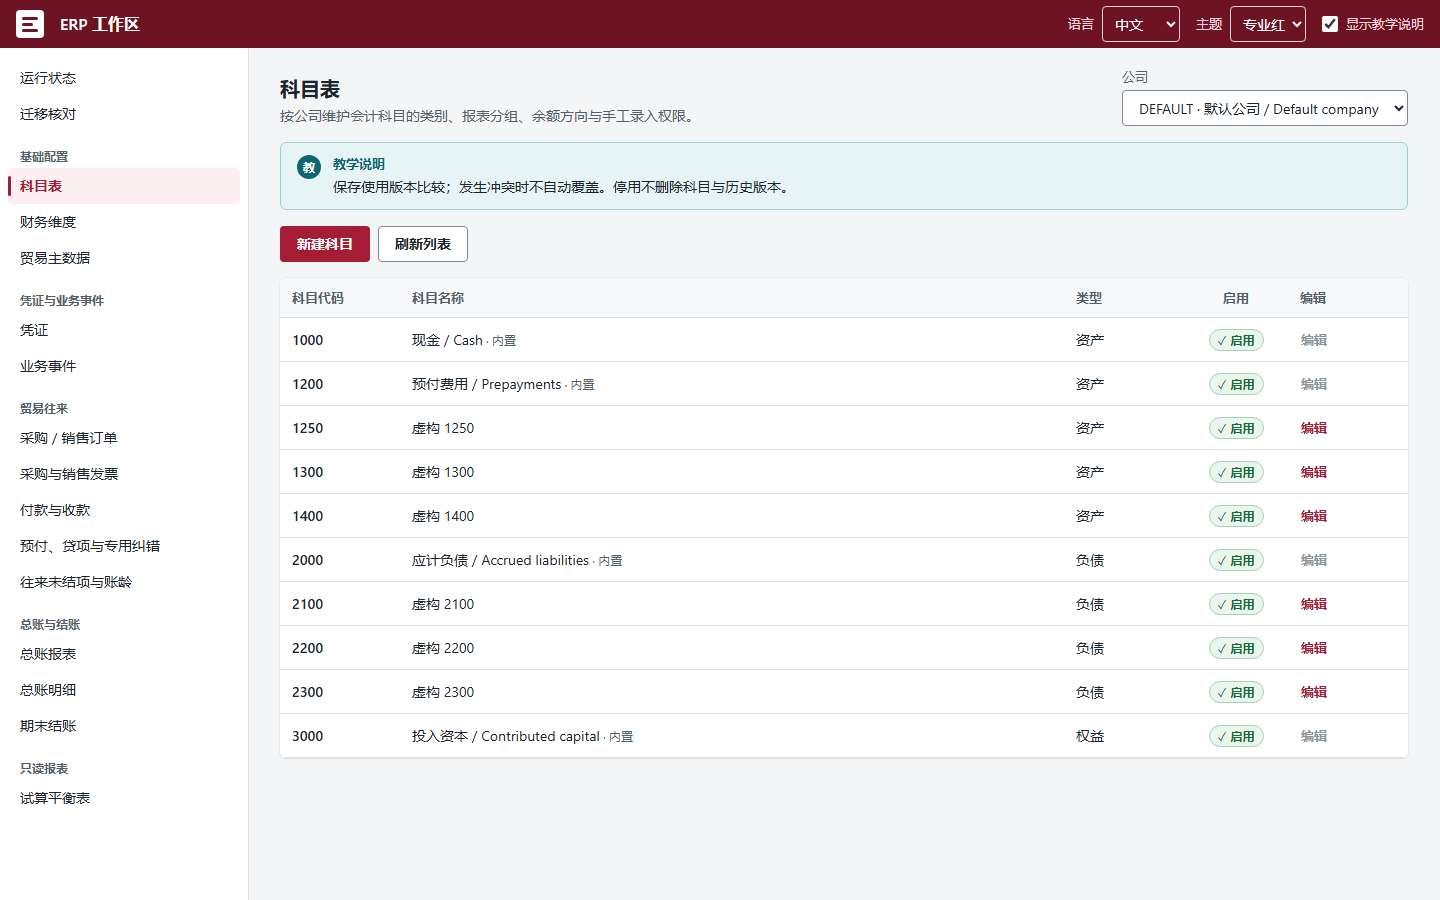 ERP 工作区
语言 中文 主题 专业红 显示教学说明
运行状态
迁移核对
基础配置
科目表
财务维度
贸易主数据
凭证与业务事件
凭证
业务事件
贸易往来
采购 / 销售订单
采购与销售发票
付款与收款
预付、贷项与专用纠错
往来未结项与账龄
总账与结账
总账报表
总账明细
期末结账
只读报表
试算平衡表
科目表
按公司维护会计科目的类别、报表分组、余额方向与手工录入权限。
公司
DEFAULT · 默认公司 / Default company
教 教学说明
保存使用版本比较；发生冲突时不自动覆盖。停用不删除科目与历史版本。
新建科目 刷新列表
科目代码 科目名称 类型 启用 编辑
1000 现金 / Cash · 内置 资产 ✓ 启用 编辑
1200 预付费用 / Prepayments · 内置 资产 ✓ 启用 编辑
1250 虚构 1250 资产 ✓ 启用 编辑
1300 虚构 1300 资产 ✓ 启用 编辑
1400 虚构 1400 资产 ✓ 启用 编辑
2000 应计负债 / Accrued liabilities · 内置 负债 ✓ 启用 编辑
2100 虚构 2100 负债 ✓ 启用 编辑
2200 虚构 2200 负债 ✓ 启用 编辑
2300 虚构 2300 负债 ✓ 启用 编辑
3000 投入资本 / Contributed capital · 内置 权益 ✓ 启用 编辑